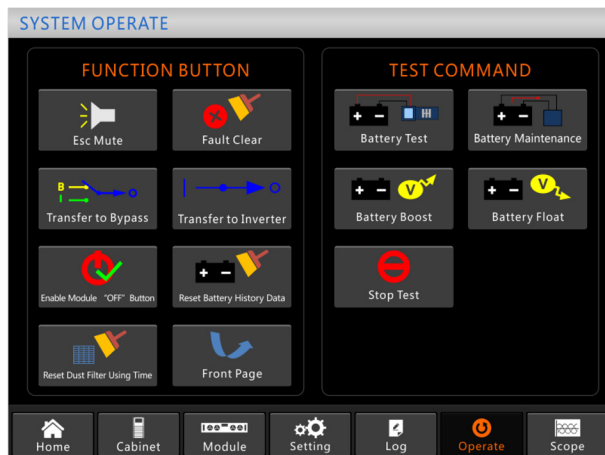 SYSTEM OPERATE
FUNCTION BUTTON
Esc Mute
Fault Clear
B
I
Transfer to Bypass
Transfer to Inverter
Enable Module "OFF" Button
Reset Battery History Data
Reset Dust Filter Using Time
Front Page
TEST COMMAND
Battery Test
Battery Maintenance
V
Battery Boost
V
Battery Float
Stop Test
Home
Cabinet
Module
Setting
Log
Operate
Scope